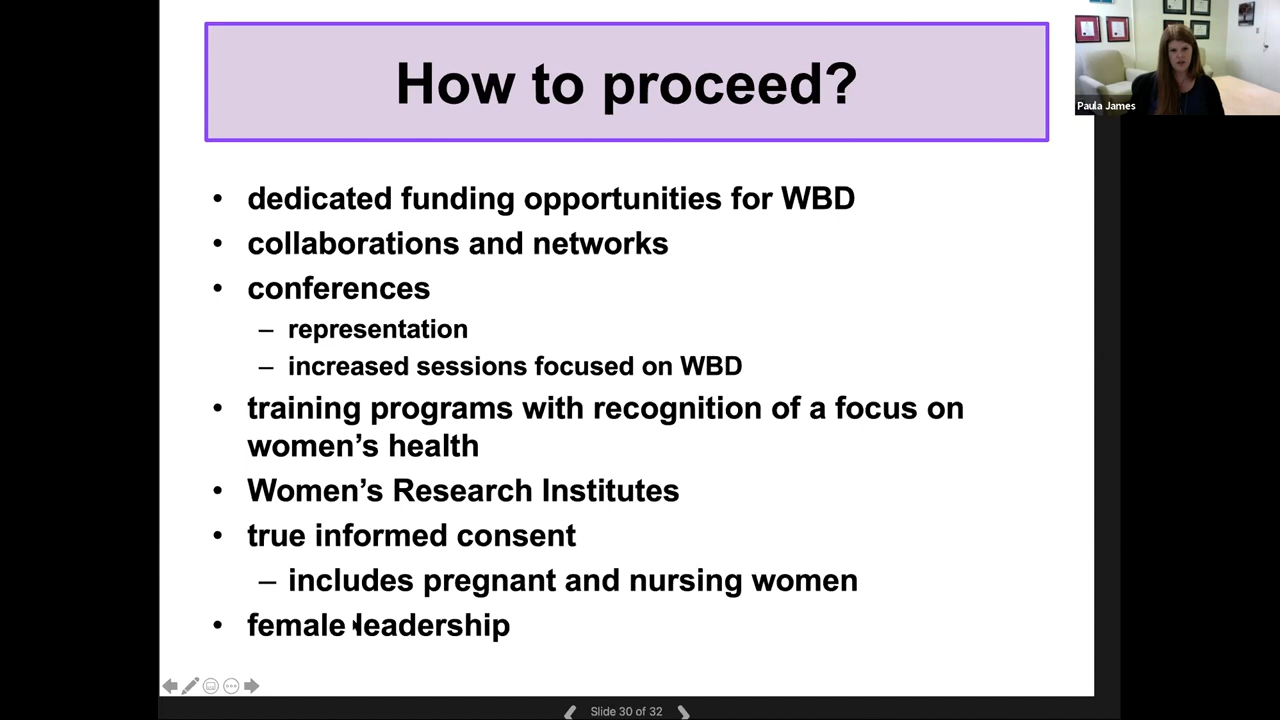 How to proceed?
Paula James
• dedicated funding opportunities for WBD
• collaborations and networks
• conferences
– representation
– increased sessions focused on WBD
• training programs with recognition of a focus on
women’s health
• Women’s Research Institutes
• true informed consent
– includes pregnant and nursing women
• female leadership
Slide 30 of 32